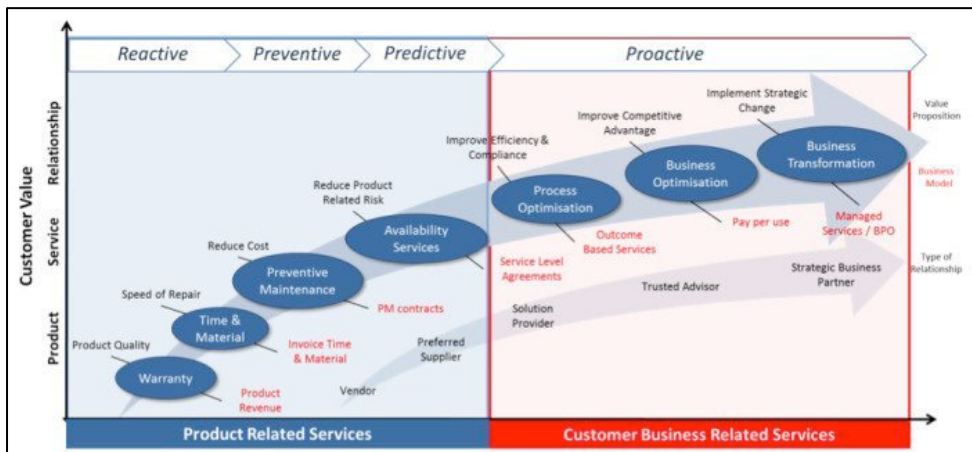 Reactive
Preventive
Predictive
Proactive
Customer Value
Relationship
Service
Product
Implement Strategic
Change
Value
Proposition
Improve Competitive
Advantage
Improve Efficiency &
Compliance
Business
Transformation
Business
Model
Business
Optimisation
Reduce Product
Related Risk
Process
Optimisation
Managed
Services / BPO
Pay per use
Availability
Services
Outcome
Based Services
Reduce Cost
Service Level
Agreements
Type of
Relationship
Preventive
Maintenance
Strategic Business
Partner
Trusted Advisor
Speed of Repair
PM contracts
Solution
Provider
Time &
Material
Preferred
Supplier
Product Quality
Invoice Time
& Material
Warranty
Vendor
Product
Revenue
Product Related Services
Customer Business Related Services